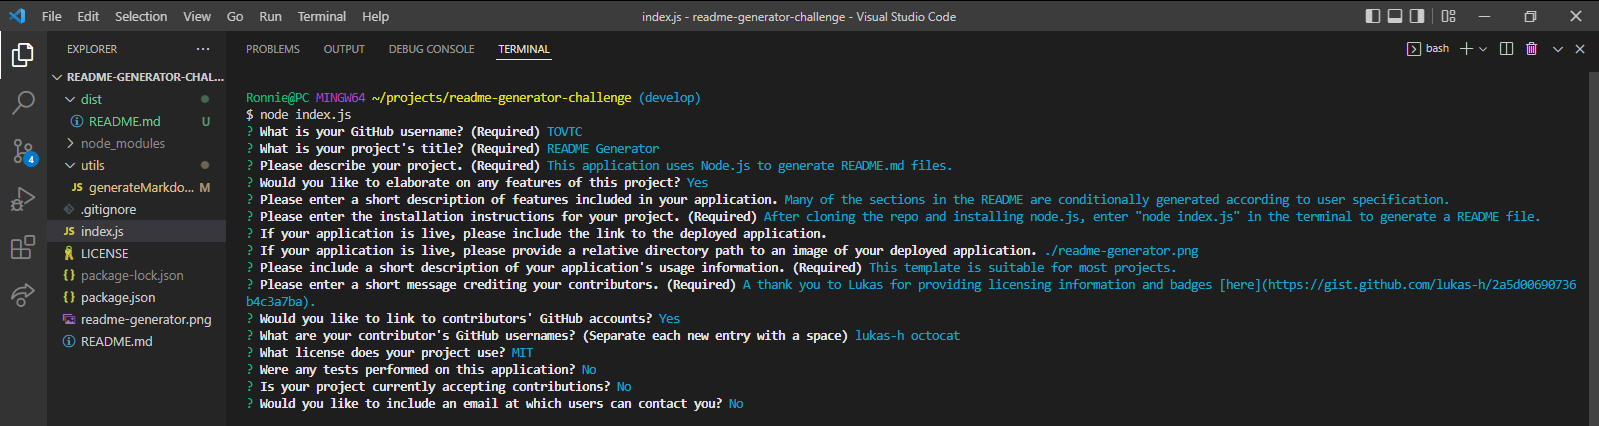 File Edit Selection View Go Run Terminal Help index.js - readme-generator-challenge - Visual Studio Code
EXPLORER ...
README-GENERATOR-CHAL...
dist
README.md U
node_modules
utils
JS generateMarkdo... M
.gitignore
JS index.js
LICENSE
{} package-lock.json
{} package.json
readme-generator.png
README.md
4
PROBLEMS OUTPUT DEBUG CONSOLE TERMINAL bash
Ronnie@PC MINGW64 ~/projects/readme-generator-challenge (develop)
$ node index.js
? What is your GitHub username? (Required) TOVTC
? What is your project's title? (Required) README Generator
? Please describe your project. (Required) This application uses Node.js to generate README.md files.
? Would you like to elaborate on any features of this project? Yes
? Please enter a short description of features included in your application. Many of the sections in the README are conditionally generated according to user specification.
? Please enter the installation instructions for your project. (Required) After cloning the repo and installing node.js, enter "node index.js" in the terminal to generate a README file.
? If your application is live, please include the link to the deployed application.
? If your application is live, please provide a relative directory path to an image of your deployed application. ./readme-generator.png
? Please include a short description of your application's usage information. (Required) This template is suitable for most projects.
? Please enter a short message crediting your contributors. (Required) A thank you to Lukas for providing licensing information and badges [here](https://gist.github.com/lukas-h/2a5d00690736
b4c3a7ba).
? Would you like to link to contributors' GitHub accounts? Yes
? What are your contributor's GitHub usernames? (Separate each new entry with a space) lukas-h octocat
? What license does your project use? MIT
? Were any tests performed on this application? No
? Is your project currently accepting contributions? No
? Would you like to include an email at which users can contact you? No